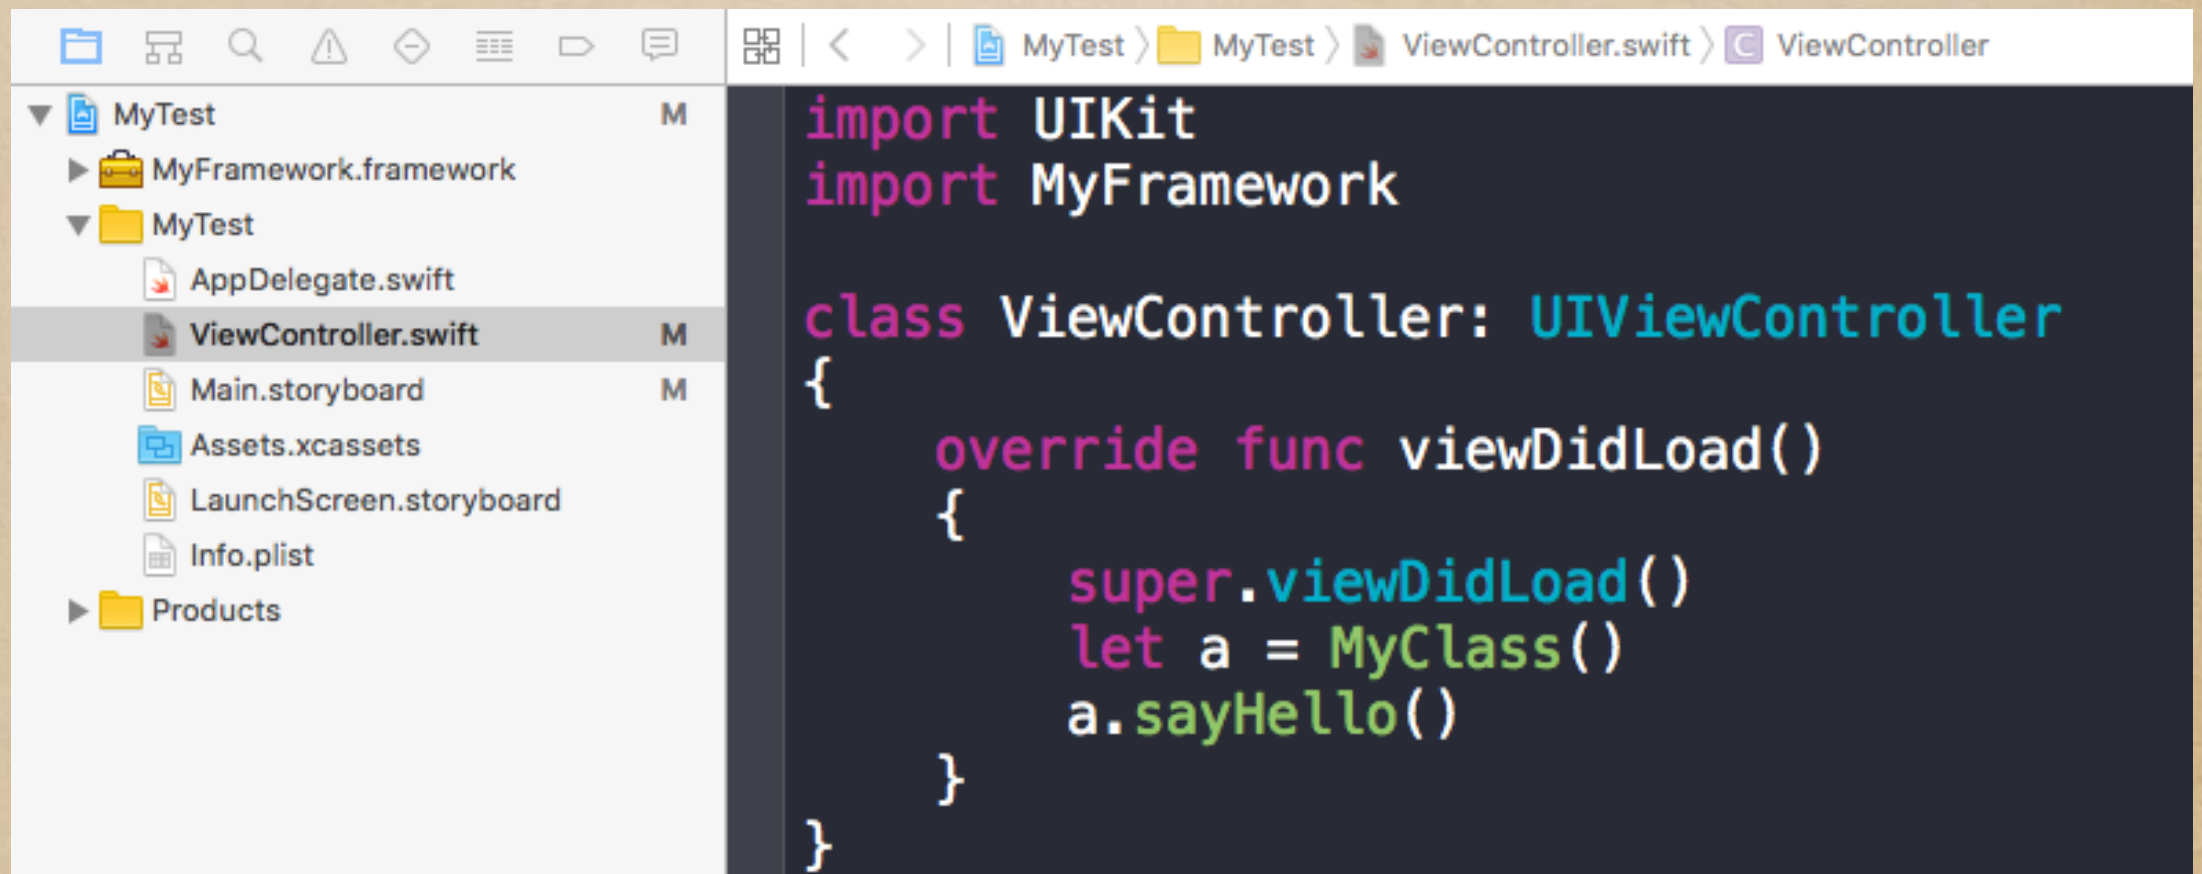 MyTest M
MyFramework.framework
MyTest
AppDelegate.swift
ViewController.swift M
Main.storyboard M
Assets.xcassets
LaunchScreen.storyboard
Info.plist
Products
MyTest MyTest ViewController.swift C ViewController
import UIKit
import MyFramework
class ViewController: UIViewController
{
override func viewDidLoad()
{
super.viewDidLoad()
let a = MyClass()
a.sayHello()
}
}